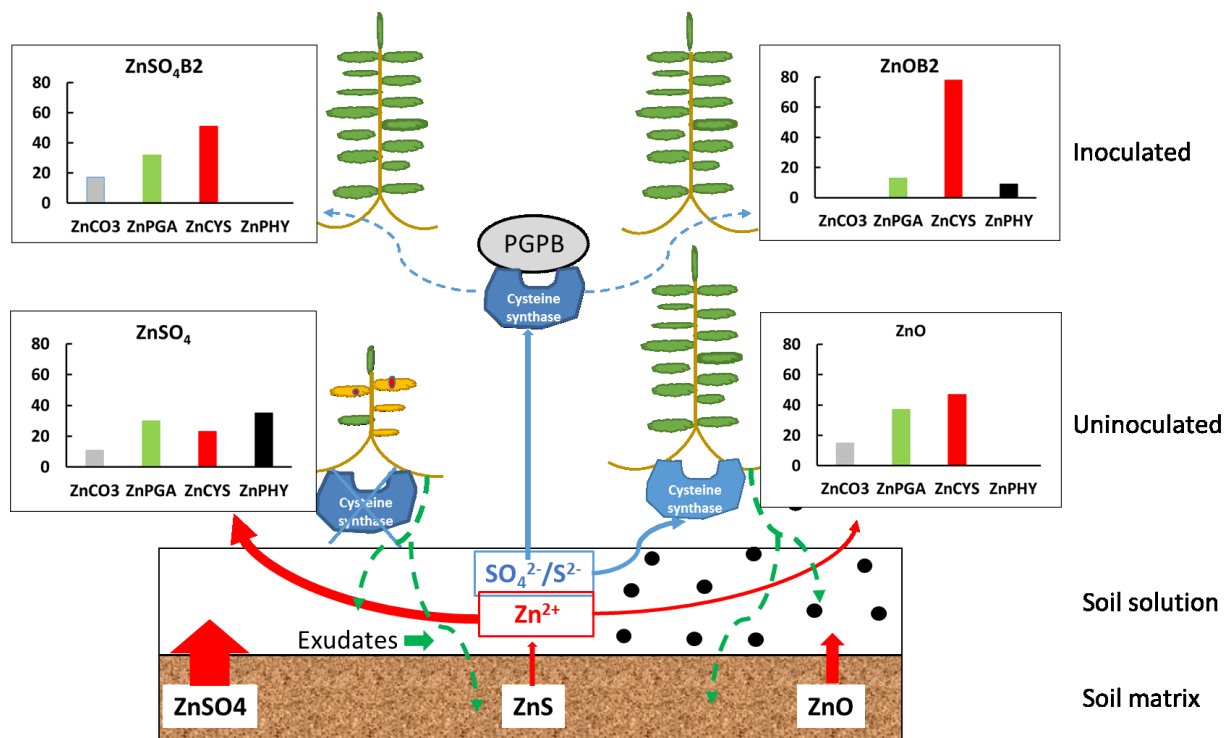 ZnSO₄B2
80
60
40
20
0
ZnCO3 ZnPGA ZnCYS ZnPHY
ZnOB2
80
60
40
20
0
ZnCO3 ZnPGA ZnCYS ZnPHY
Inoculated
PGPB
Cysteine
synthase
ZnSO₄
80
60
40
20
0
ZnCO3 ZnPGA ZnCYS ZnPHY
Cysteine
synthase
Cysteine
synthase
ZnO
80
60
40
20
0
ZnCO3 ZnPGA ZnCYS ZnPHY
Uninoculated
SO₄²⁻/S²⁻
Zn²⁺
Exudates
Soil solution
ZnSO4
ZnS
ZnO
Soil matrix